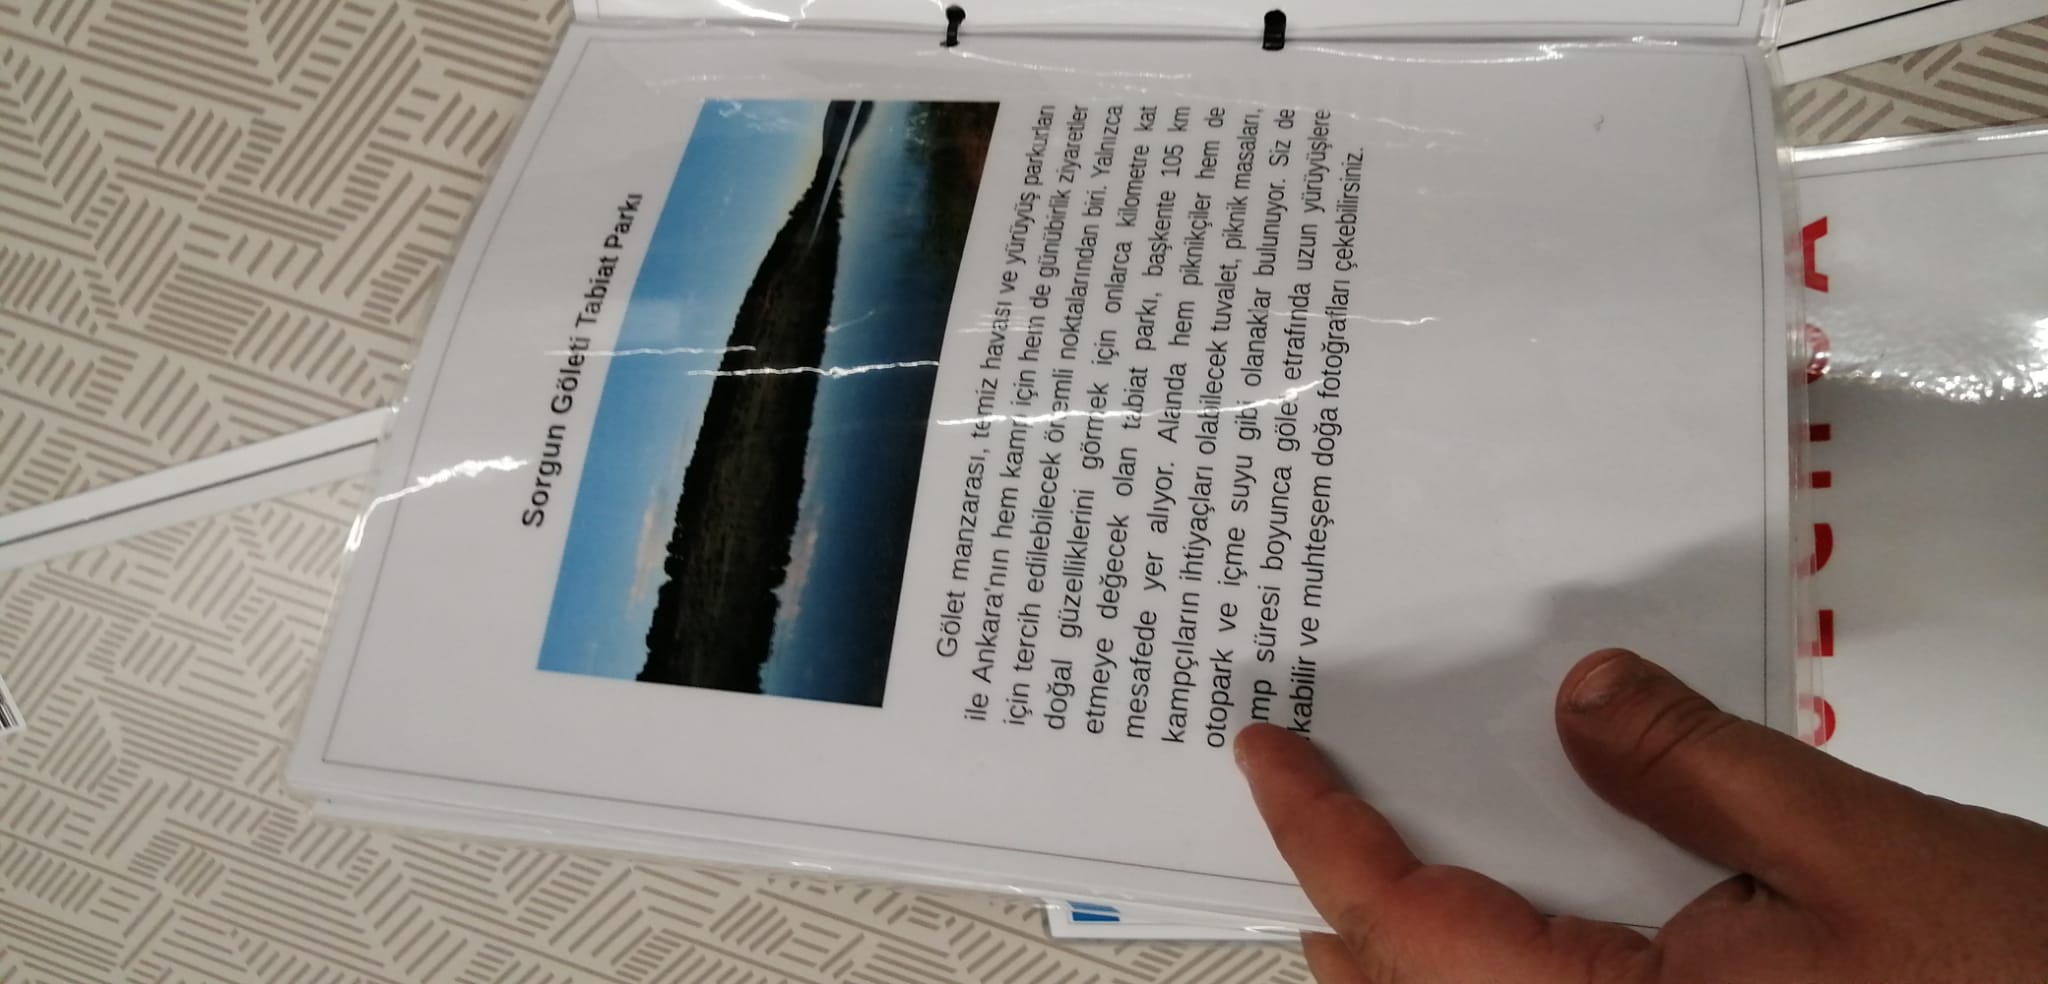 Sorgun Göleti Tabiat Parkı
Gölet manzarası, temiz havası ve yürüyüş parkurları
ile Ankara'nın hem kamp için hem de günübirlik ziyaretler
için tercih edilebilecek önemli noktalarından biri. Yalnızca
doğal güzelliklerini görmek için onlarca kilometre kat
etmeye değecek olan tabiat parkı, başkente 105 km
mesafede yer alıyor. Alanda hem piknikçiler hem de
kampçıların ihtiyaçları olabilecek tuvalet, piknik masaları,
otopark ve içme suyu gibi olanaklar bulunuyor. Siz de
mp süresi boyunca gölet etrafında uzun yürüyüşlere
kabilir ve muhteşem doğa fotoğrafları çekebilirsiniz.